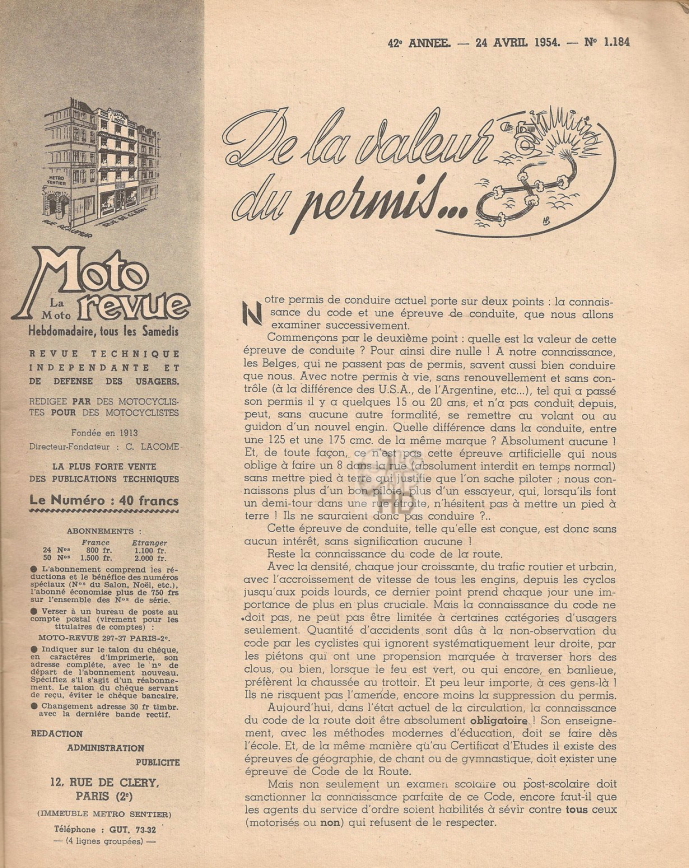 42e ANNEE. — 24 AVRIL 1954. — No 1.184
De la valeur
du permis...
METRO
SENTIER
RUE DE CLERY
Moto
La
Moto revue
Hebdomadaire, tous les Samedis
REVUE TECHNIQUE
INDEPENDANTE ET
DE DEFENSE DES USAGERS.
REDIGEE PAR DES MOTOCYCLIS-
TES POUR DES MOTOCYCLISTES
Fondée en 1913
Directeur-Fondateur : C. LACOME
LA PLUS FORTE VENTE
DES PUBLICATIONS TECHNIQUES
Le Numéro : 40 francs
ABONNEMENTS :
France Etranger
24 Nos 800 fr. 1.100 fr.
50 Nos 1.500 fr. 2.000 fr.
● L'abonnement comprend les ré-
ductions et le bénéfice des numéros
spéciaux (Nos du Salon, Noël, etc.),
l'abonné économise plus de 750 frs
sur l'ensemble des Nos de série.
● Verser à un bureau de poste au
compte postal (virement pour les
titulaires de comptes) :
MOTO-REVUE 297-37 PARIS-2e.
● Indiquer sur le talon du chéque,
en caractères d'imprimerie, son
adresse complète, avec le no de
départ de l'abonnement nouveau.
Spécifiez s'il s'agit d'un réabonne-
ment. Le talon du chèque servant
de reçu, éviter le chèque bancaire.
● Changement adresse 30 fr timbr.
avec la dernière bande rectif.
REDACTION
ADMINISTRATION
PUBLICITE
12, RUE DE CLERY,
PARIS (2e)
(IMMEUBLE METRO SENTIER)
Téléphone : GUT. 73-32
— (4 lignes groupées) —
Notre permis de conduire actuel porte sur deux points : la connais-
sance du code et une épreuve de conduite, que nous allons
examiner successivement.
Commençons par le deuxième point : quelle est la valeur de cette
épreuve de conduite ? Pour ainsi dire nulle ! A notre connaissance,
les Belges, qui ne passent pas de permis, savent aussi bien conduire
que nous. Avec notre permis à vie, sans renouvellement et sans con-
trôle (à la différence des U.S.A., de l'Argentine, etc...), tel qui a passé
son permis il y a quelques 15 ou 20 ans, et n'a pas conduit depuis,
peut, sans aucune autre formalité, se remettre au volant ou au
guidon d'un nouvel engin. Quelle différence dans la conduite, entre
une 125 et une 175 cmc. de la même marque ? Absolument aucune !
Et, de toute façon, cette épreuve artificielle qui nous
oblige à faire un 8 dans (absolument interdit en temps normal)
sans mettre pied à terre que l'on sache piloter ; nous con-
naissons plus d'un plus d'un essayeur, qui, lorsqu'ils font
un demi-tour dans une n'hésitent pas à mettre un pied à
terre ! Ils ne sauraient donc pas conduire ?..
Cette épreuve de conduite, telle qu'elle est conçue, est donc sans
aucun intérêt, sans signification aucune !
Reste la connaissance du code de la route.
Avec la densité, chaque jour croissante, du trafic routier et urbain,
avec l'accroissement de vitesse de tous les engins, depuis les cyclos
jusqu'aux poids lourds, ce dernier point prend chaque jour une im-
portance de plus en plus cruciale. Mais la connaissance du code ne
doit pas, ne peut pas être limitée à certaines catégories d'usagers
seulement. Quantité d'accidents sont dûs à la non-observation du
code par les cyclistes qui ignorent systématiquement leur droite, par
les piétons qui ont une propension marquée à traverser hors des
clous, ou bien, lorsque le feu est vert, ou qui encore, en banlieue,
préfèrent la chaussée au trottoir. Et peu leur importe, à ces gens-là !
Ils ne risquent pas l'amende, encore moins la suppression du permis.
Aujourd'hui, dans l'état actuel de la circulation, la connaissance
du code de la route doit être absolument obligatoire ! Son enseigne-
ment, avec les méthodes modernes d'éducation, doit se faire dès
l'école. Et, de la même manière qu'au Certificat d'Etudes il existe des
épreuves de géographie, de chant ou de gymnastique, doit exister une
épreuve de Code de la Route.
Mais non seulement un examen scolaire ou post-scolaire doit
sanctionner la connaissance parfaite de ce Code, encore faut-il que
les agents du service d'ordre soient habilités à sévir contre tous ceux
(motorisés ou non) qui refusent de le respecter.